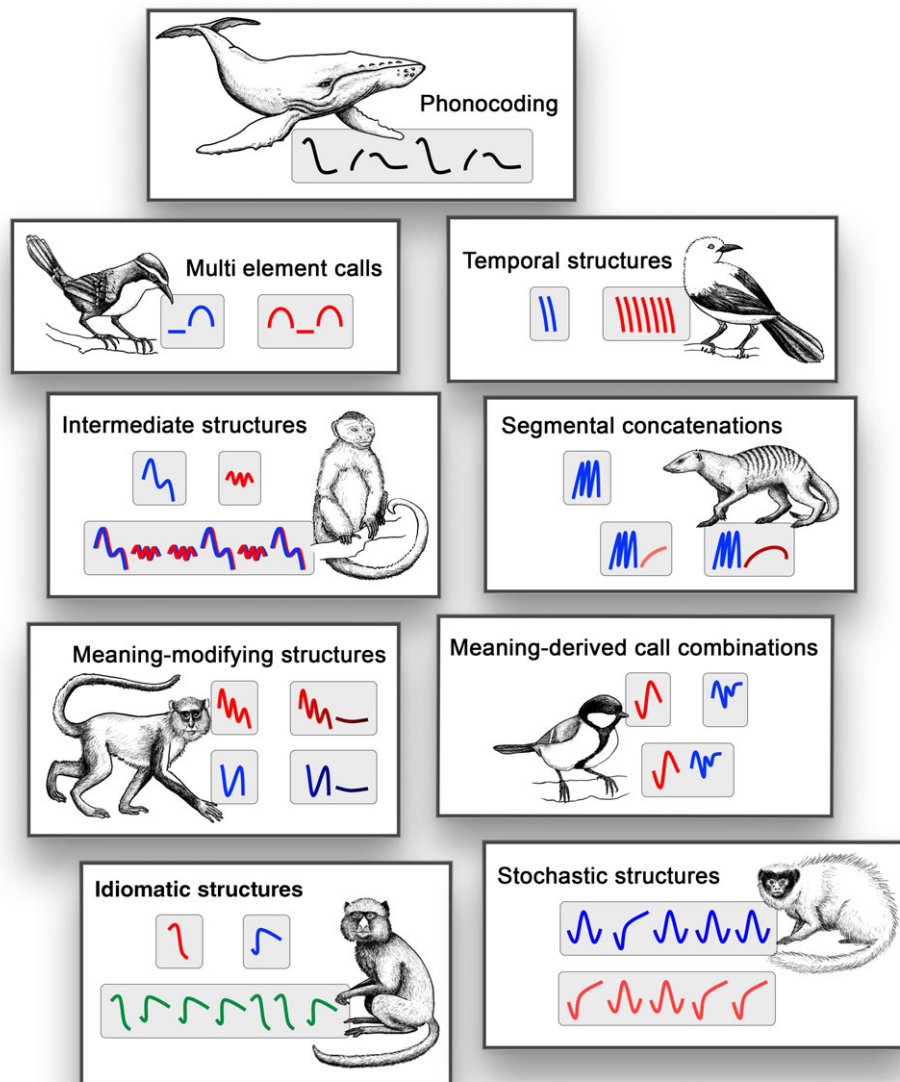 Phonocoding
Multi element calls
Temporal structures
Intermediate structures
Segmental concatenations
Meaning-modifying structures
Meaning-derived call combinations
Idiomatic structures
Stochastic structures